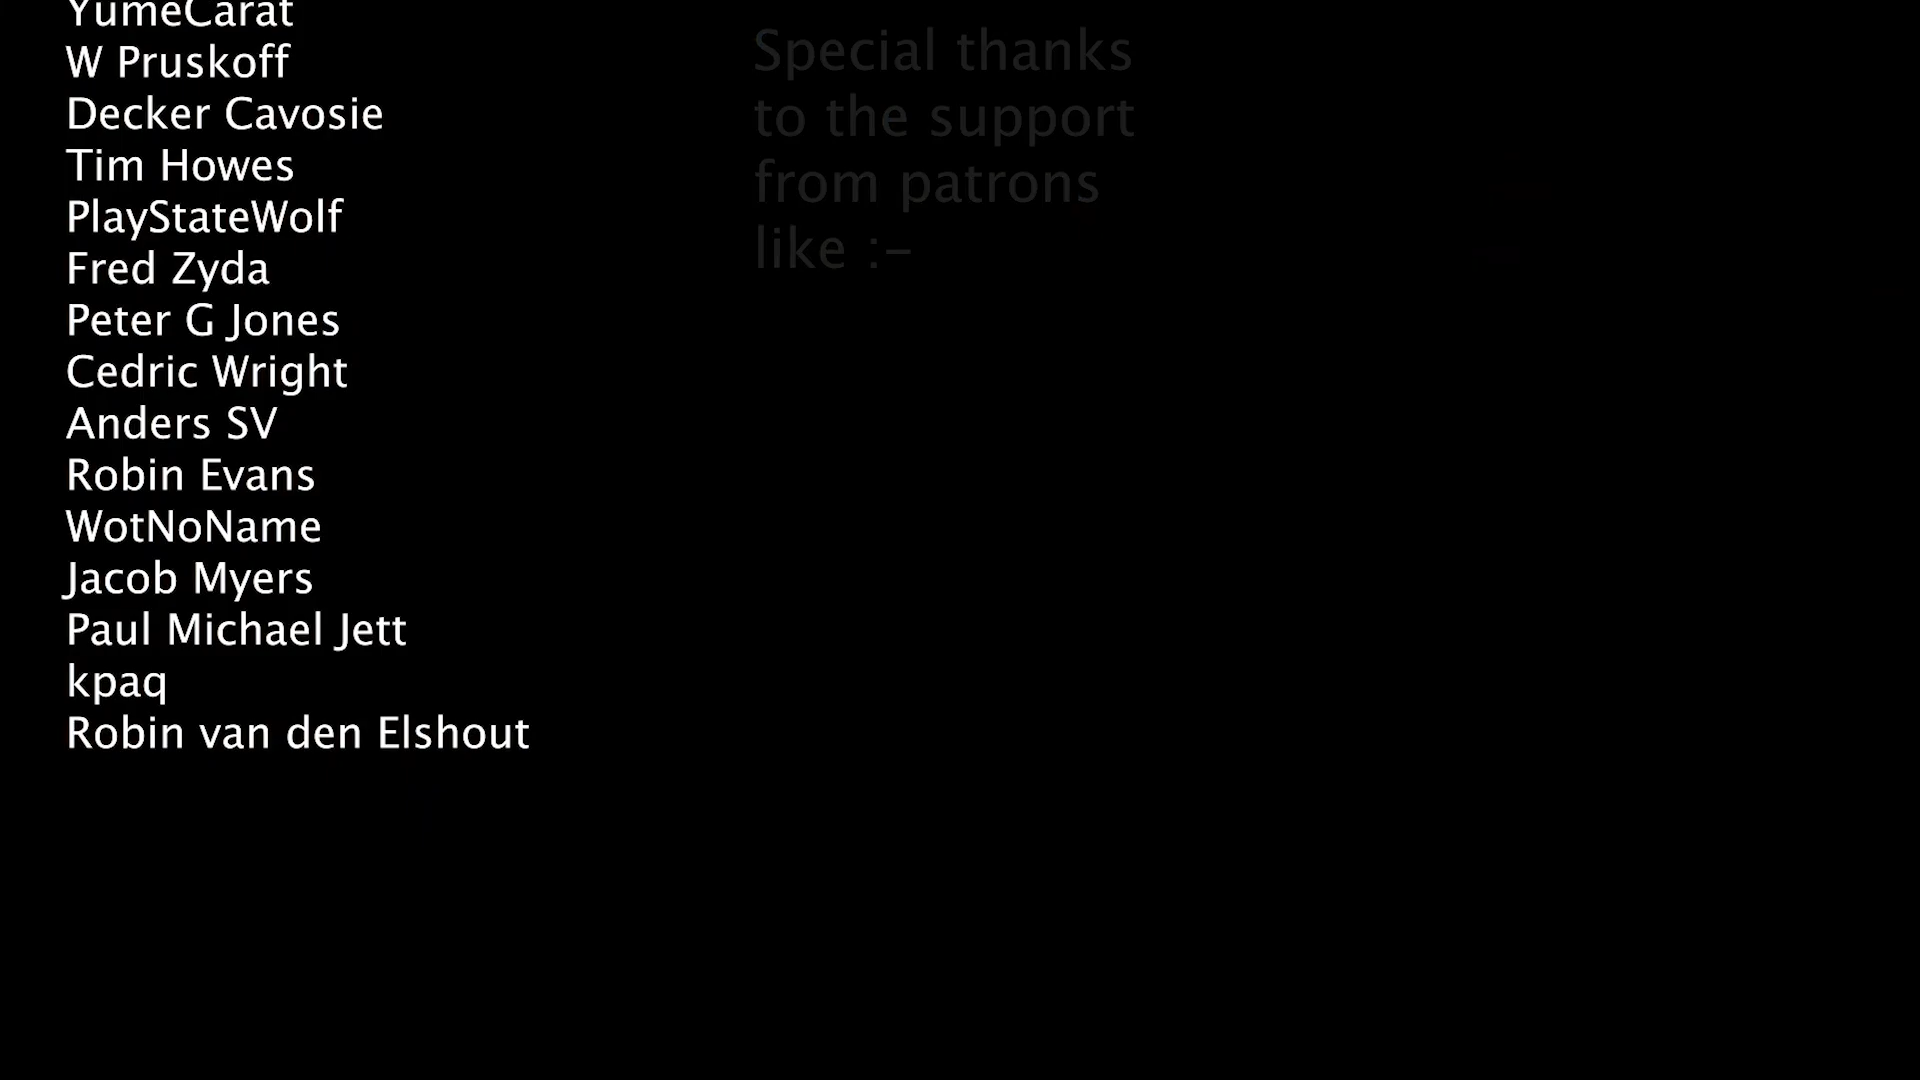 YumeCarat
W Pruskoff
Decker Cavosie
Tim Howes
PlayStateWolf
Fred Zyda
Peter G Jones
Cedric Wright
Anders SV
Robin Evans
WotNoName
Jacob Myers
Paul Michael Jett
kpaq
Robin van den Elshout
Special thanks
to the support
from patrons
like :-